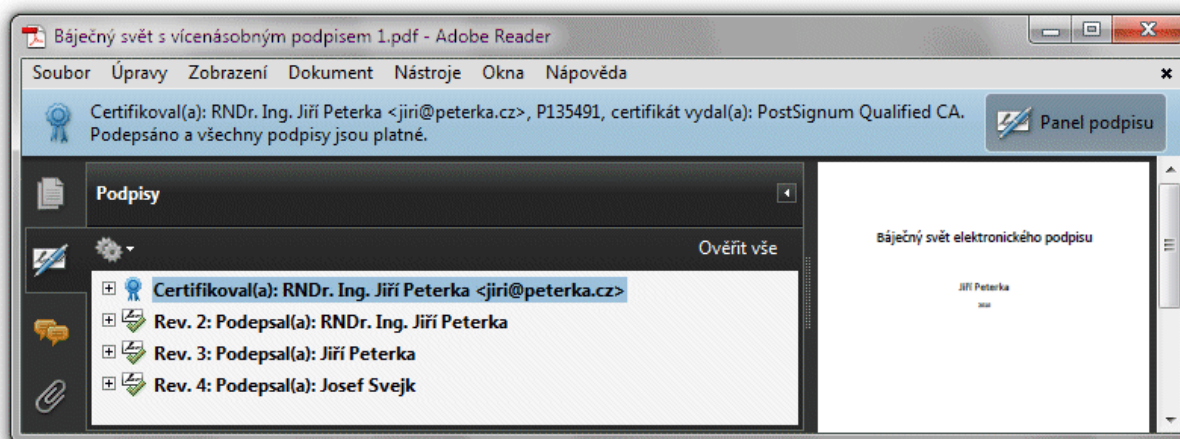 Báječný svět s vícenásobným podpisem 1.pdf - Adobe Reader
Soubor Úpravy Zobrazení Dokument Nástroje Okna Nápověda
Certifikoval(a): RNDr. Ing. Jiří Peterka <jiri@peterka.cz>, P135491, certifikát vydal(a): PostSignum Qualified CA.
Podepsáno a všechny podpisy jsou platné.
Panel podpisu
Podpisy
Ověřit vše
Certifikoval(a): RNDr. Ing. Jiří Peterka <jiri@peterka.cz>
Rev. 2: Podepsal(a): RNDr. Ing. Jiří Peterka
Rev. 3: Podepsal(a): Jiří Peterka
Rev. 4: Podepsal(a): Josef Svejk
Báječný svět elektronického podpisu
Jiří Peterka